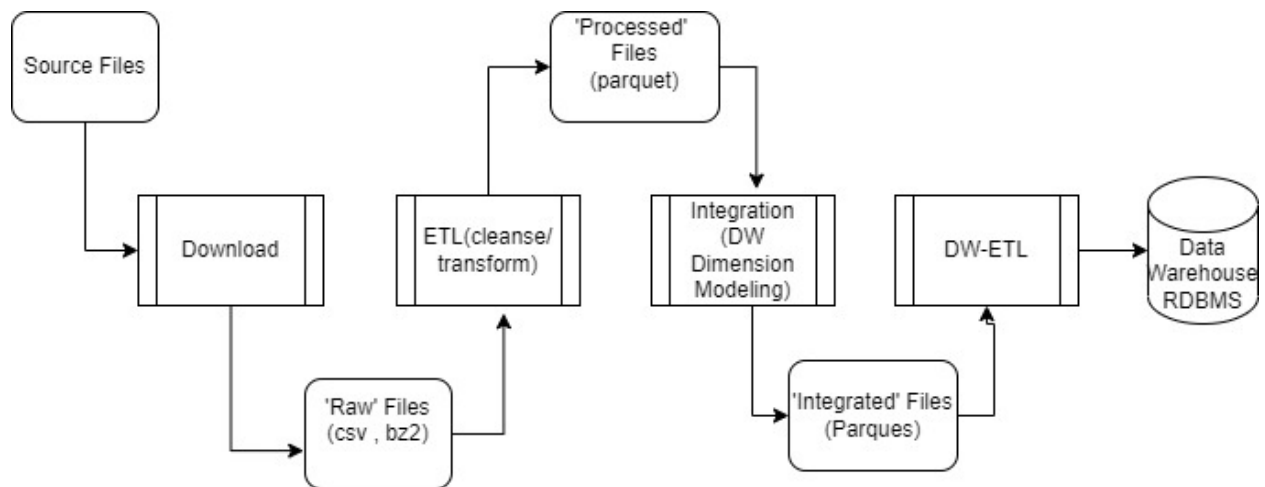 Source Files
Download
'Raw' Files
(csv , bz2)
ETL(cleanse/
transform)
'Processed'
Files
(parquet)
Integration
(DW
Dimension
Modeling)
'Integrated' Files
(Parques)
DW-ETL
Data
Warehouse
RDBMS